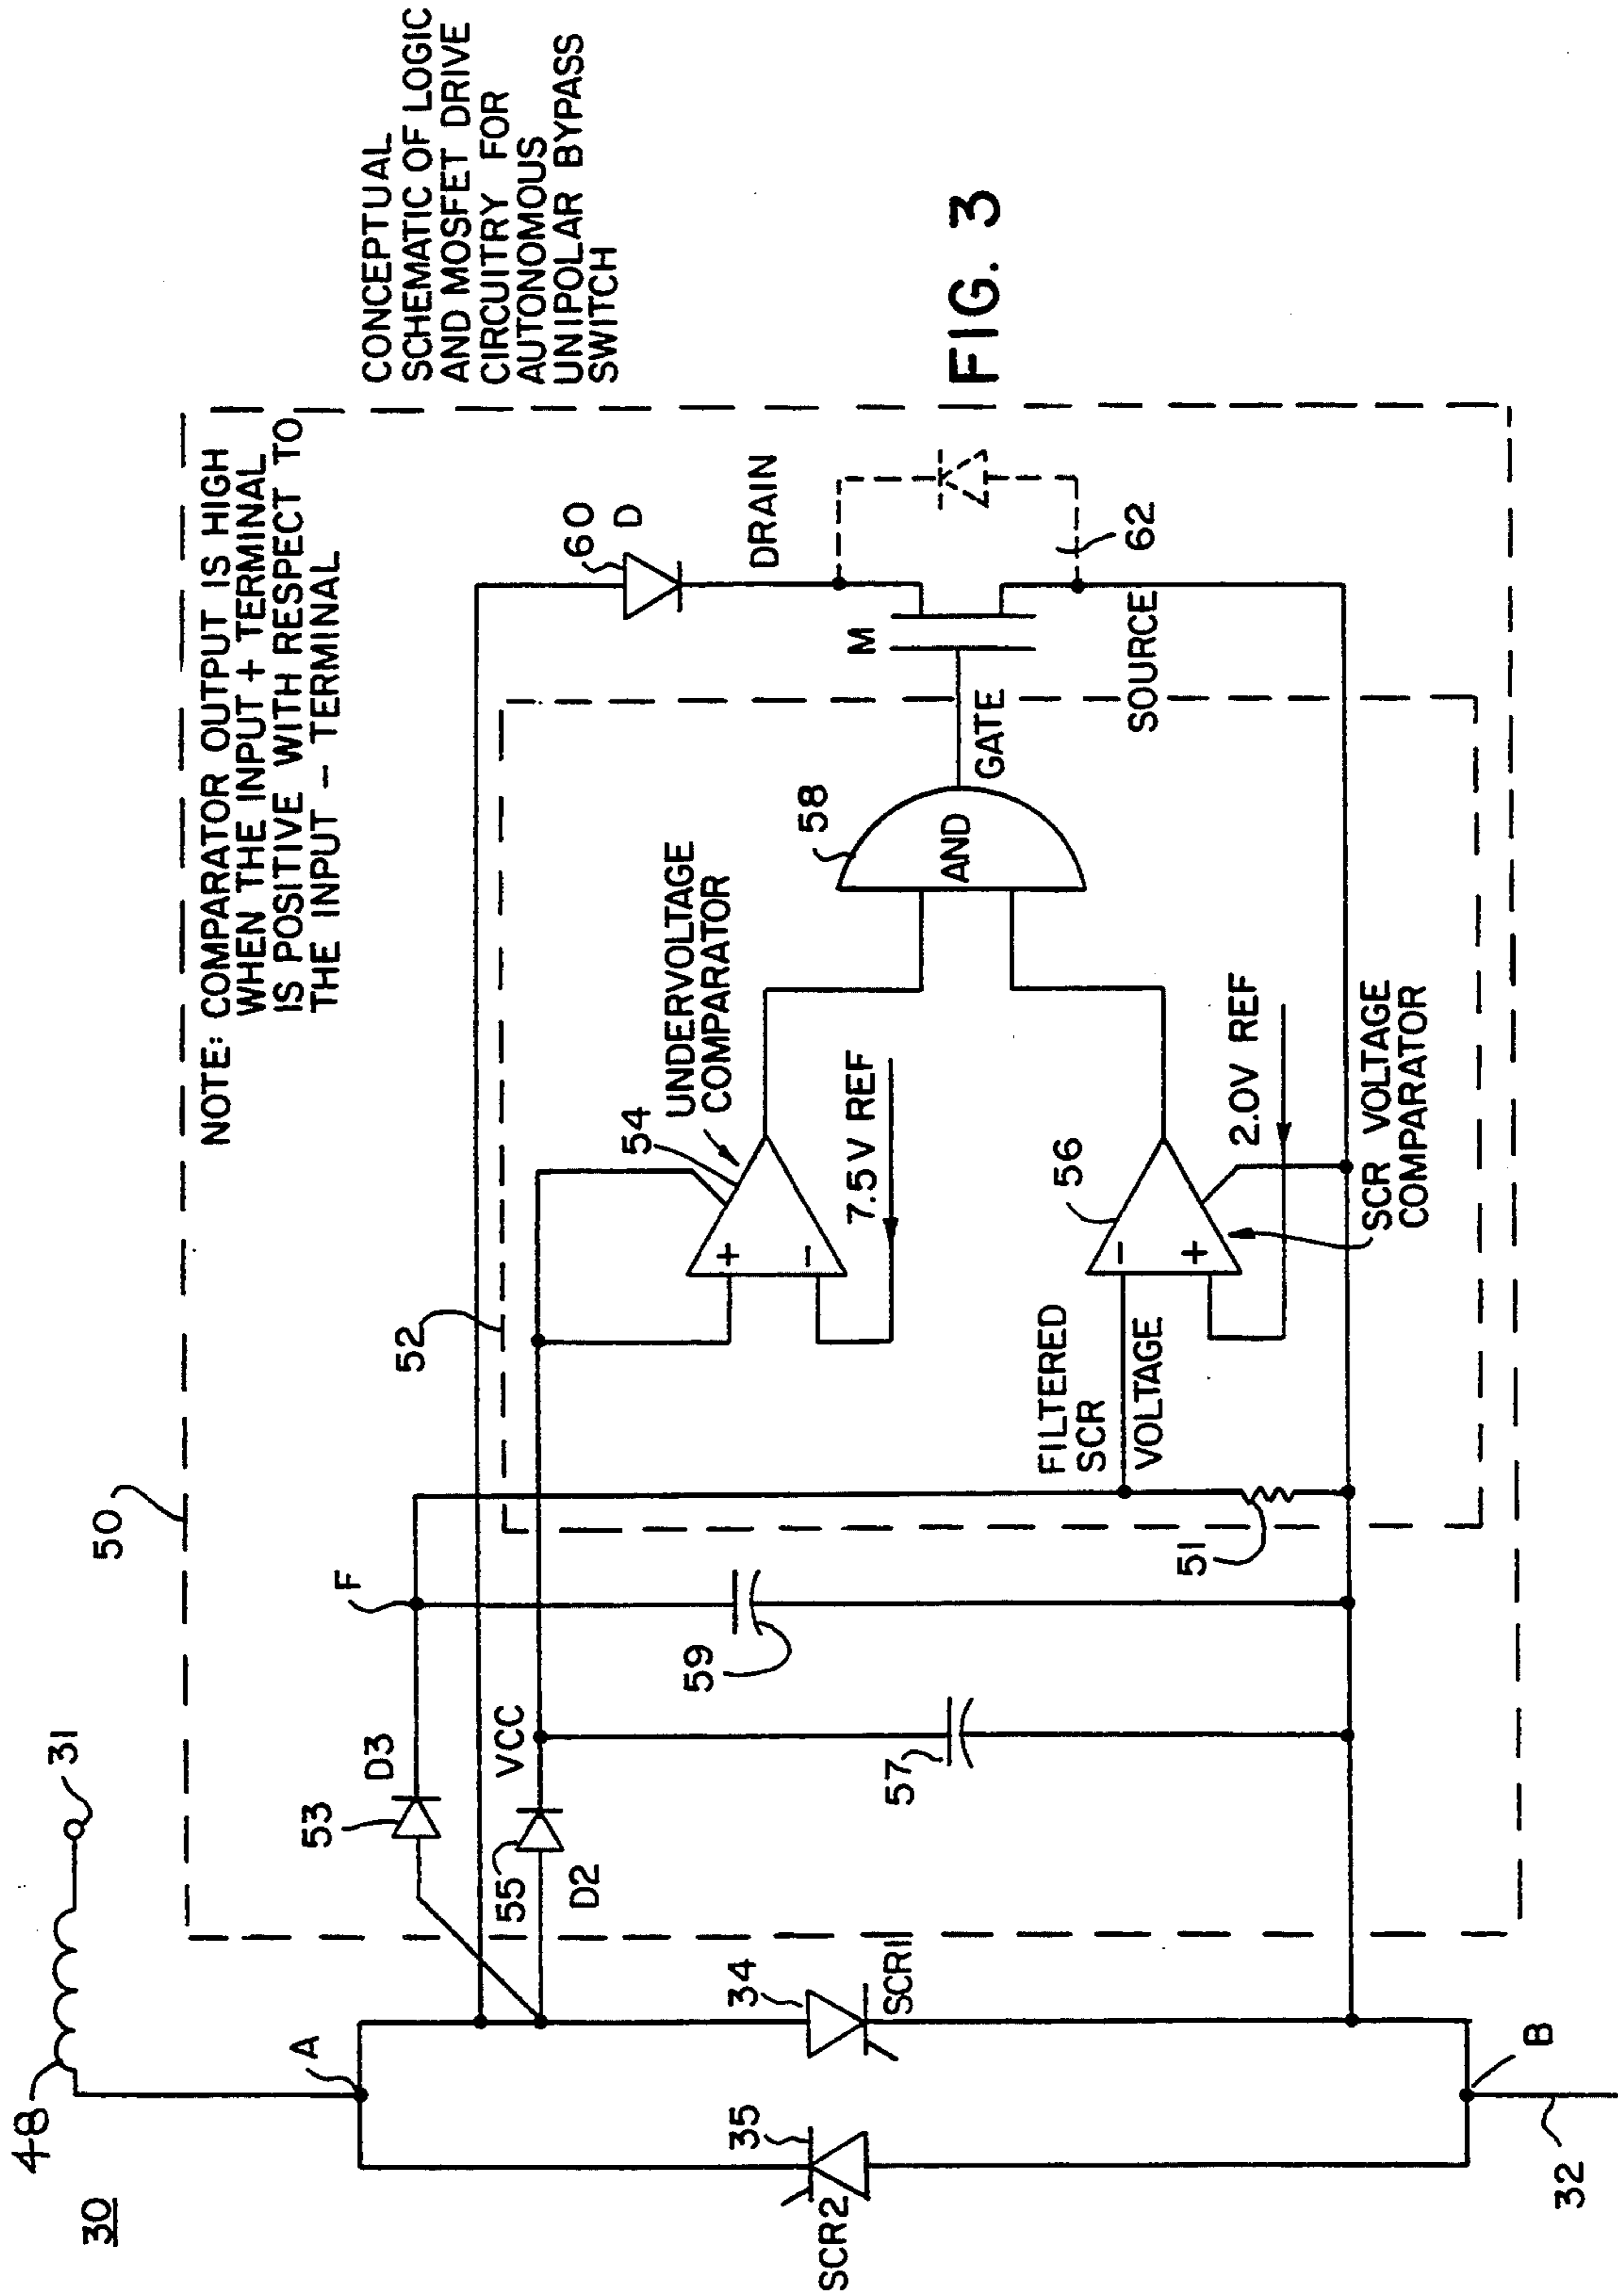 30
48
31
A
B
32
35
SCR2
34
SCR1
50
NOTE: COMPARATOR OUTPUT IS HIGH
WHEN THE INPUT + TERMINAL
IS POSITIVE WITH RESPECT TO
THE INPUT - TERMINAL
CONCEPTUAL
SCHEMATIC OF LOGIC
AND MOSFET DRIVE
CIRCUITRY FOR
AUTONOMOUS
UNIPOLAR BYPASS
SWITCH
FIG. 3
53
D3
F
55
D2
VCC
57
59
51
52
54
UNDERVOLTAGE
COMPARATOR
+
-
7.5V REF
FILTERED
SCR
VOLTAGE
56
-
+
2.0V REF
SCR VOLTAGE
COMPARATOR
58
AND
GATE
60
D
DRAIN
M
SOURCE
62